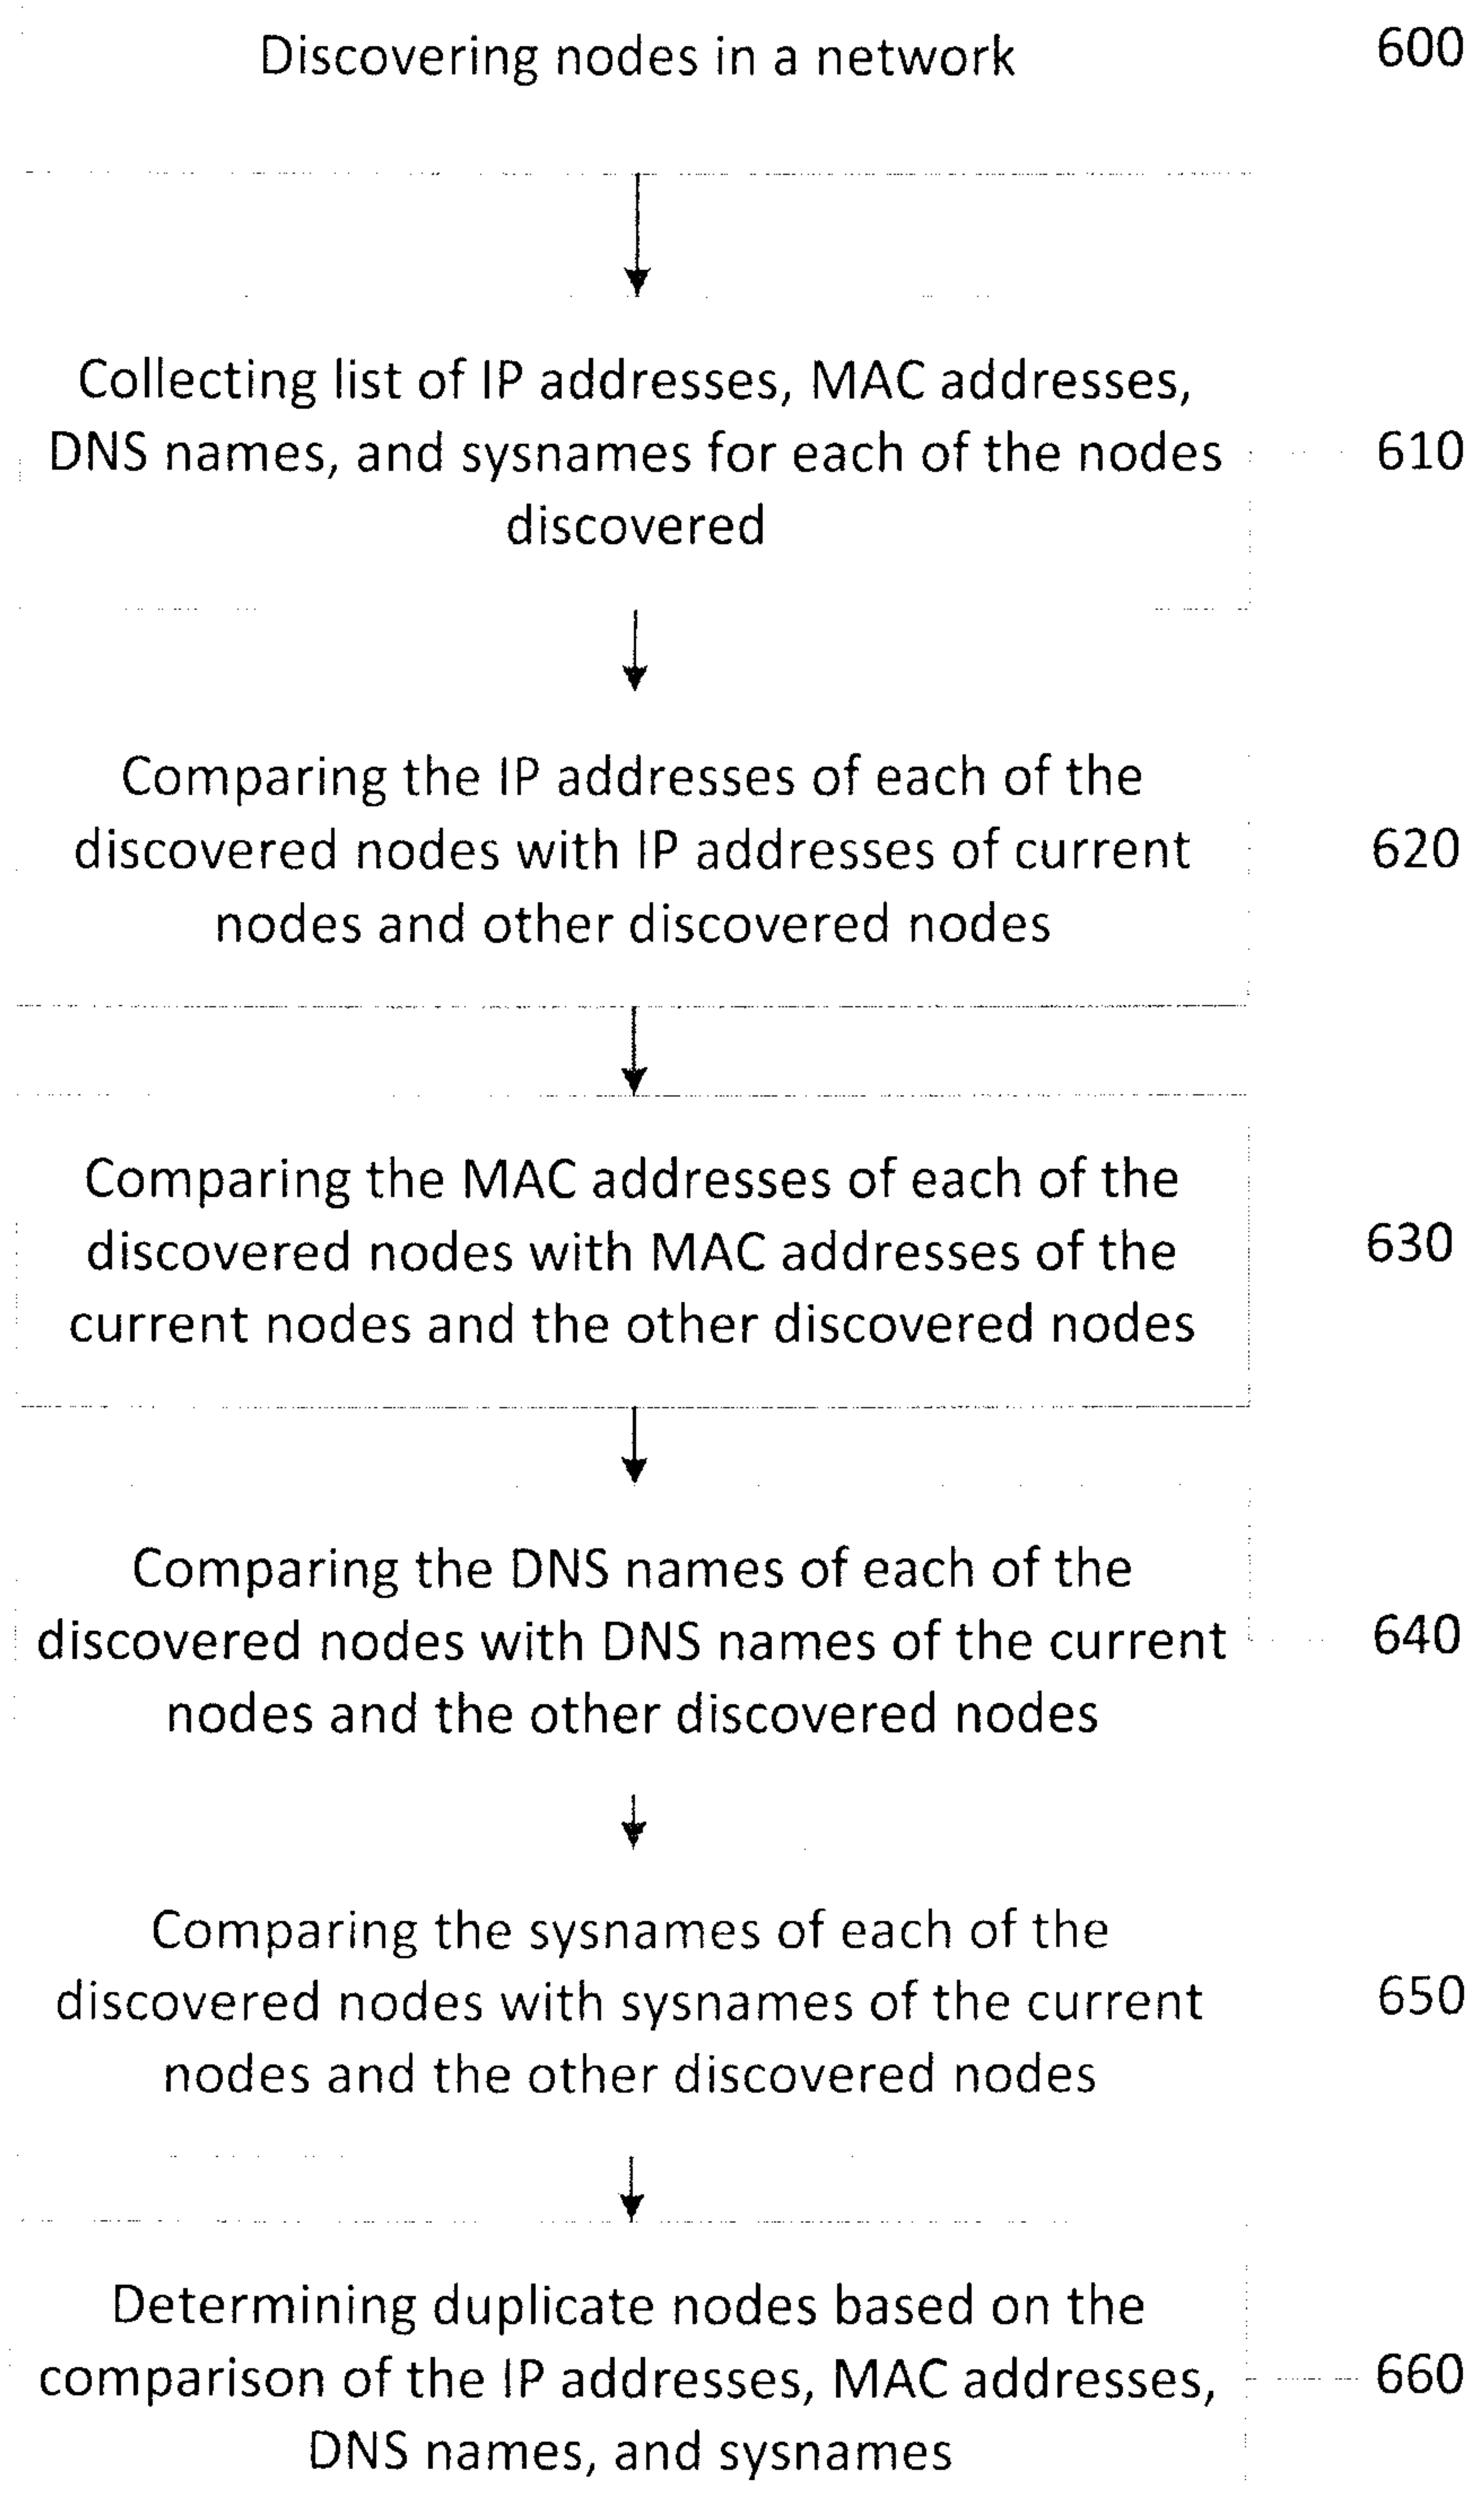 Discovering nodes in a network
600
Collecting list of IP addresses, MAC addresses,
DNS names, and sysnames for each of the nodes
discovered
610
Comparing the IP addresses of each of the
discovered nodes with IP addresses of current
nodes and other discovered nodes
620
Comparing the MAC addresses of each of the
discovered nodes with MAC addresses of the
current nodes and the other discovered nodes
630
Comparing the DNS names of each of the
discovered nodes with DNS names of the current
nodes and the other discovered nodes
640
Comparing the sysnames of each of the
discovered nodes with sysnames of the current
nodes and the other discovered nodes
650
Determining duplicate nodes based on the
comparison of the IP addresses, MAC addresses,
DNS names, and sysnames
660